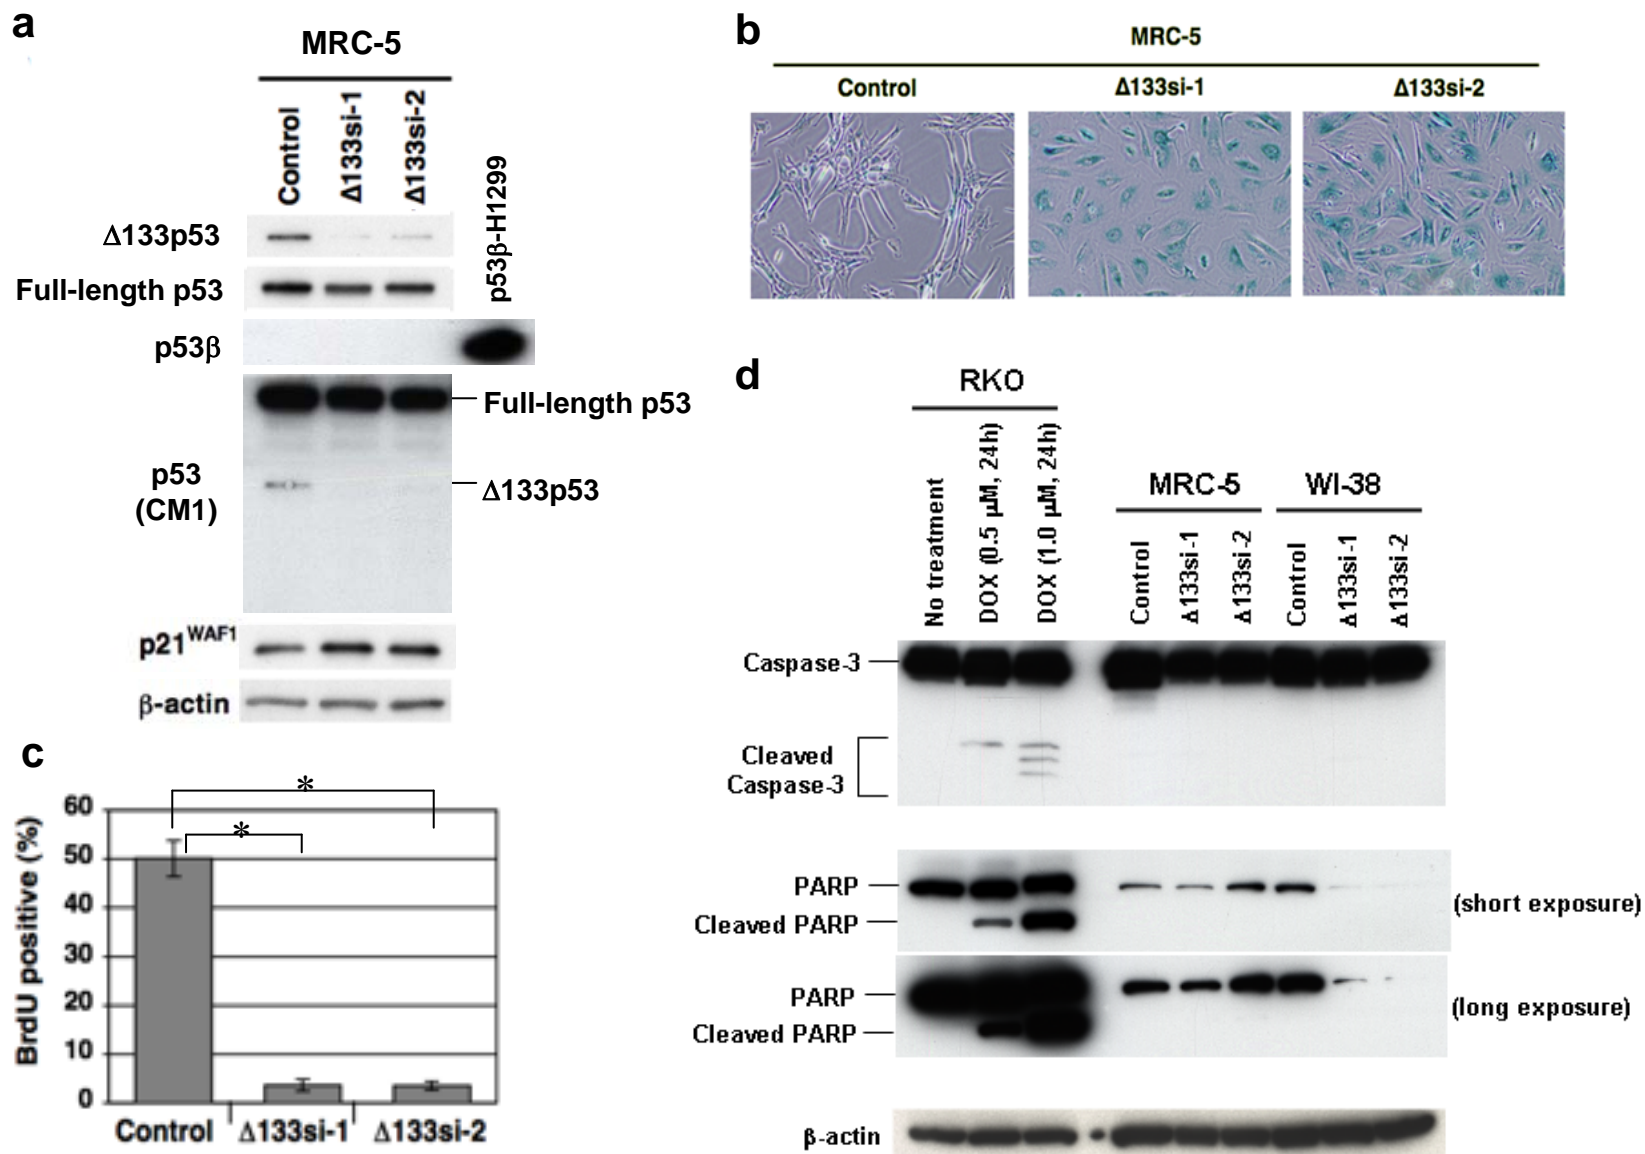 a
MRC-5
Control
Δ133si-1
Δ133si-2
p53β-H1299
Δ133p53
Full-length p53
p53β
Full-length p53
p53
(CM1)
Δ133p53
p21WAF1
β-actin
b
MRC-5
Control
Δ133si-1
Δ133si-2
c
*
*
BrdU positive (%)
60
50
40
30
20
10
0
Control
Δ133si-1
Δ133si-2
d
RKO
No treatment
DOX (0.5 µM, 24h)
DOX (1.0 µM, 24h)
MRC-5
WI-38
Control
Δ133si-1
Δ133si-2
Control
Δ133si-1
Δ133si-2
Caspase-3
Cleaved
Caspase-3
PARP
Cleaved PARP
(short exposure)
PARP
Cleaved PARP
(long exposure)
β-actin